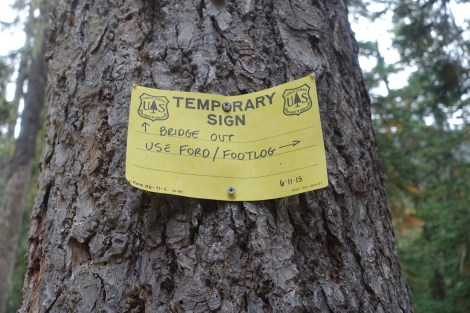 TEMPORARY
SIGN
U S
U S
↑ BRIDGE OUT
USE FORD/FOOTLOG →
6-11-15